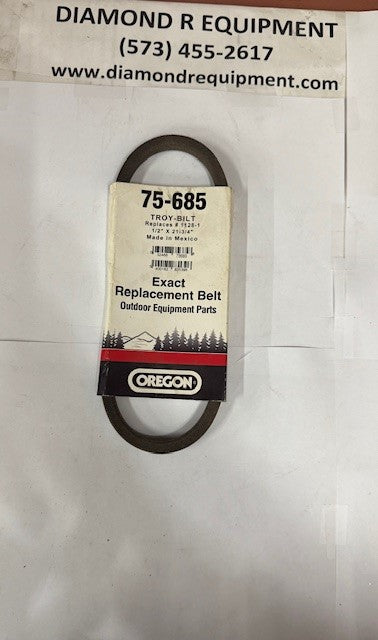 DIAMOND R EQUIPMENT
(573) 455-2617
www.diamondrequipment.com
75-685
TROY-BILT
Replaces # 1128-1
1/2" X 21-3/4"
Made in Mexico
Exact
Replacement Belt
Outdoor Equipment Parts
OREGON®